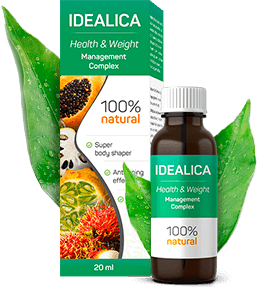 IDEALICA
Health & Weight
Management
Complex
100%
natural
Super
body shaper
effe
20 ml
IDEALICA
Health & Weight
Management
Complex
100%
natural